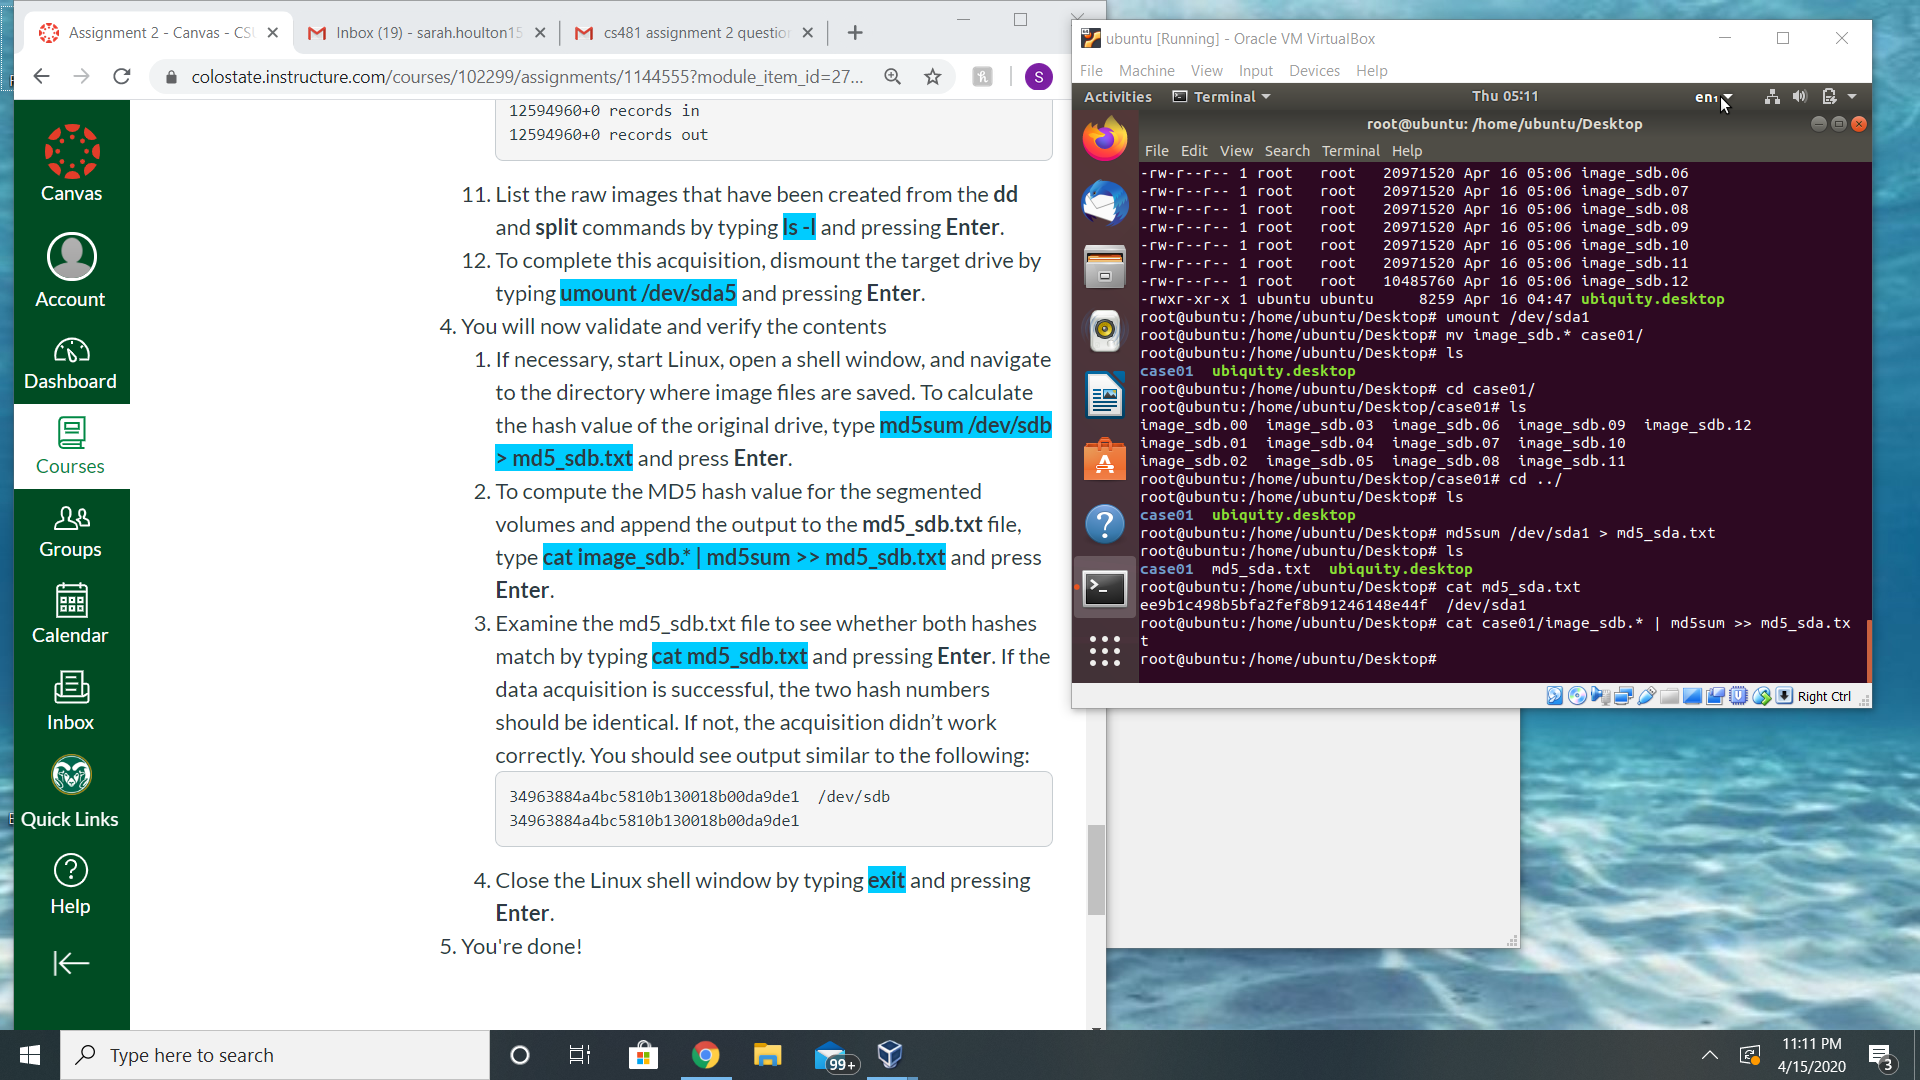 Assignment 2 - Canvas - CS
Inbox (19) - sarah.houlton15
cs481 assignment 2 questio
colostate.instructure.com/courses/102299/assignments/1144555?module_item_id=27...
S
Canvas
Account
Dashboard
Courses
Groups
Calendar
Inbox
Quick Links
Help
12594960+0 records in
12594960+0 records out
11. List the raw images that have been created from the dd
and split commands by typing ls -l and pressing Enter.
12. To complete this acquisition, dismount the target drive by
typing umount /dev/sda5 and pressing Enter.
4. You will now validate and verify the contents
1. If necessary, start Linux, open a shell window, and navigate
to the directory where image files are saved. To calculate
the hash value of the original drive, type md5sum /dev/sdb
> md5_sdb.txt and press Enter.
2. To compute the MD5 hash value for the segmented
volumes and append the output to the md5_sdb.txt file,
type cat image_sdb.* | md5sum >> md5_sdb.txt and press
Enter.
3. Examine the md5_sdb.txt file to see whether both hashes
match by typing cat md5_sdb.txt and pressing Enter. If the
data acquisition is successful, the two hash numbers
should be identical. If not, the acquisition didn’t work
correctly. You should see output similar to the following:
34963884a4bc5810b130018b00da9de1  /dev/sdb
34963884a4bc5810b130018b00da9de1
4. Close the Linux shell window by typing exit and pressing
Enter.
5. You're done!
ubuntu [Running] - Oracle VM VirtualBox
File Machine View Input Devices Help
Activities Terminal Thu 05:11 en₁
root@ubuntu: /home/ubuntu/Desktop
File Edit View Search Terminal Help
-rw-r--r-- 1 root   root   20971520 Apr 16 05:06 image_sdb.06
-rw-r--r-- 1 root   root   20971520 Apr 16 05:06 image_sdb.07
-rw-r--r-- 1 root   root   20971520 Apr 16 05:06 image_sdb.08
-rw-r--r-- 1 root   root   20971520 Apr 16 05:06 image_sdb.09
-rw-r--r-- 1 root   root   20971520 Apr 16 05:06 image_sdb.10
-rw-r--r-- 1 root   root   20971520 Apr 16 05:06 image_sdb.11
-rw-r--r-- 1 root   root   10485760 Apr 16 05:06 image_sdb.12
-rwxr-xr-x 1 ubuntu ubuntu     8259 Apr 16 04:47 ubiquity.desktop
root@ubuntu:/home/ubuntu/Desktop# umount /dev/sda1
root@ubuntu:/home/ubuntu/Desktop# mv image_sdb.* case01/
root@ubuntu:/home/ubuntu/Desktop# ls
case01  ubiquity.desktop
root@ubuntu:/home/ubuntu/Desktop# cd case01/
root@ubuntu:/home/ubuntu/Desktop/case01# ls
image_sdb.00  image_sdb.03  image_sdb.06  image_sdb.09  image_sdb.12
image_sdb.01  image_sdb.04  image_sdb.07  image_sdb.10
image_sdb.02  image_sdb.05  image_sdb.08  image_sdb.11
root@ubuntu:/home/ubuntu/Desktop/case01# cd ../
root@ubuntu:/home/ubuntu/Desktop# ls
case01  ubiquity.desktop
root@ubuntu:/home/ubuntu/Desktop# md5sum /dev/sda1 > md5_sda.txt
root@ubuntu:/home/ubuntu/Desktop# ls
case01  md5_sda.txt  ubiquity.desktop
root@ubuntu:/home/ubuntu/Desktop# cat md5_sda.txt
ee9b1c498b5bfa2fef8b91246148e44f  /dev/sda1
root@ubuntu:/home/ubuntu/Desktop# cat case01/image_sdb.* | md5sum >> md5_sda.tx
t
root@ubuntu:/home/ubuntu/Desktop#
Right Ctrl
Type here to search
99+
11:11 PM
4/15/2020
3